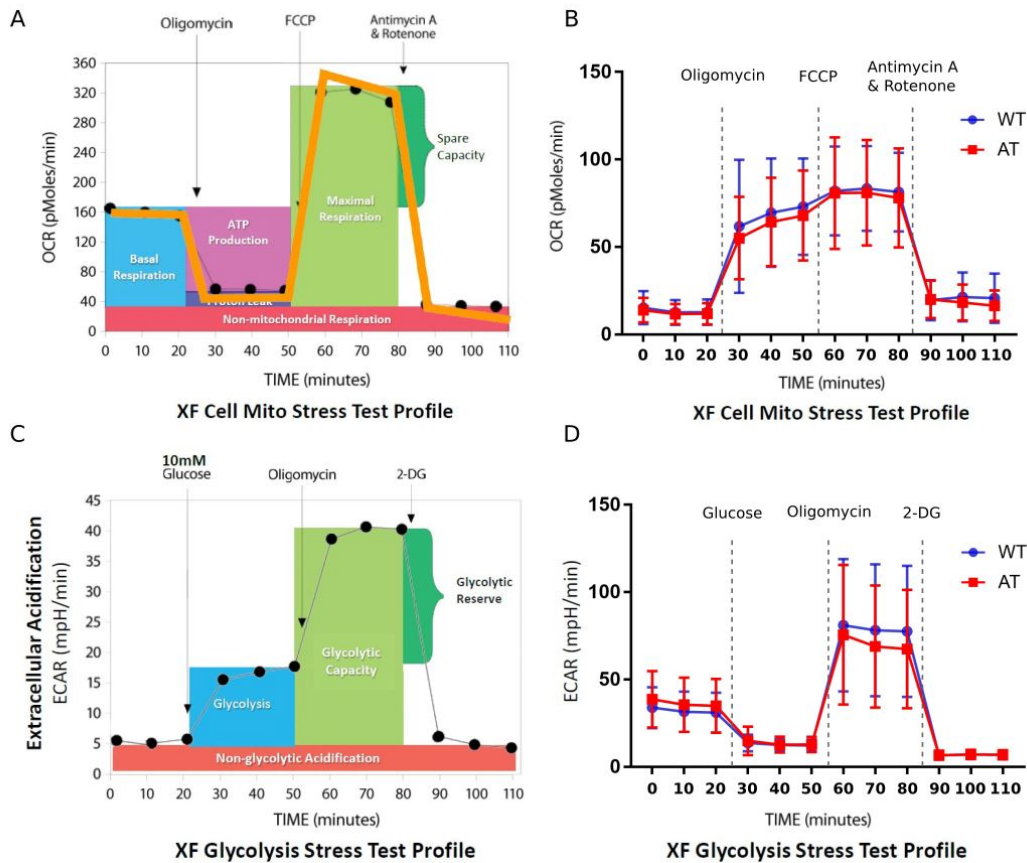 A
Oligomycin
FCCP
Antimycin A
& Rotenone
360
320
280
240
200
160
120
80
40
0
OCR (pMoles/min)
Basal
Respiration
ATP
Production
Proton Leak
Maximal
Respiration
Spare
Capacity
Non-mitochondrial Respiration
0 10 20 30 40 50 60 70 80 90 100 110
TIME (minutes)
XF Cell Mito Stress Test Profile
B
Oligomycin
FCCP
Antimycin A
& Rotenone
WT
AT
150
100
50
0
OCR (pMoles/min)
0 10 20 30 40 50 60 70 80 90 100 110
TIME (minutes)
XF Cell Mito Stress Test Profile
C
10mM
Glucose
Oligomycin
2-DG
45
40
35
30
25
20
15
10
5
0
Extracellular Acidification
ECAR (mpH/min)
Glycolysis
Glycolytic
Capacity
Glycolytic
Reserve
Non-glycolytic Acidification
0 10 20 30 40 50 60 70 80 90 100 110
TIME (minutes)
XF Glycolysis Stress Test Profile
D
Glucose
Oligomycin
2-DG
WT
AT
150
100
50
0
ECAR (mpH/min)
0 10 20 30 40 50 60 70 80 90 100 110
TIME (minutes)
XF Glycolysis Stress Test Profile